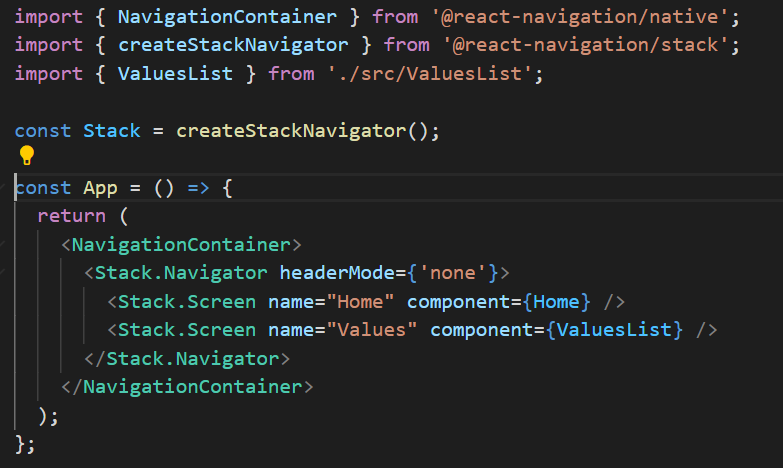 import { NavigationContainer } from '@react-navigation/native';
import { createStackNavigator } from '@react-navigation/stack';
import { ValuesList } from './src/ValuesList';
const Stack = createStackNavigator();
const App = () => {
return (
<NavigationContainer>
<Stack.Navigator headerMode={'none'}>
<Stack.Screen name="Home" component={Home} />
<Stack.Screen name="Values" component={ValuesList} />
</Stack.Navigator>
</NavigationContainer>
);
};